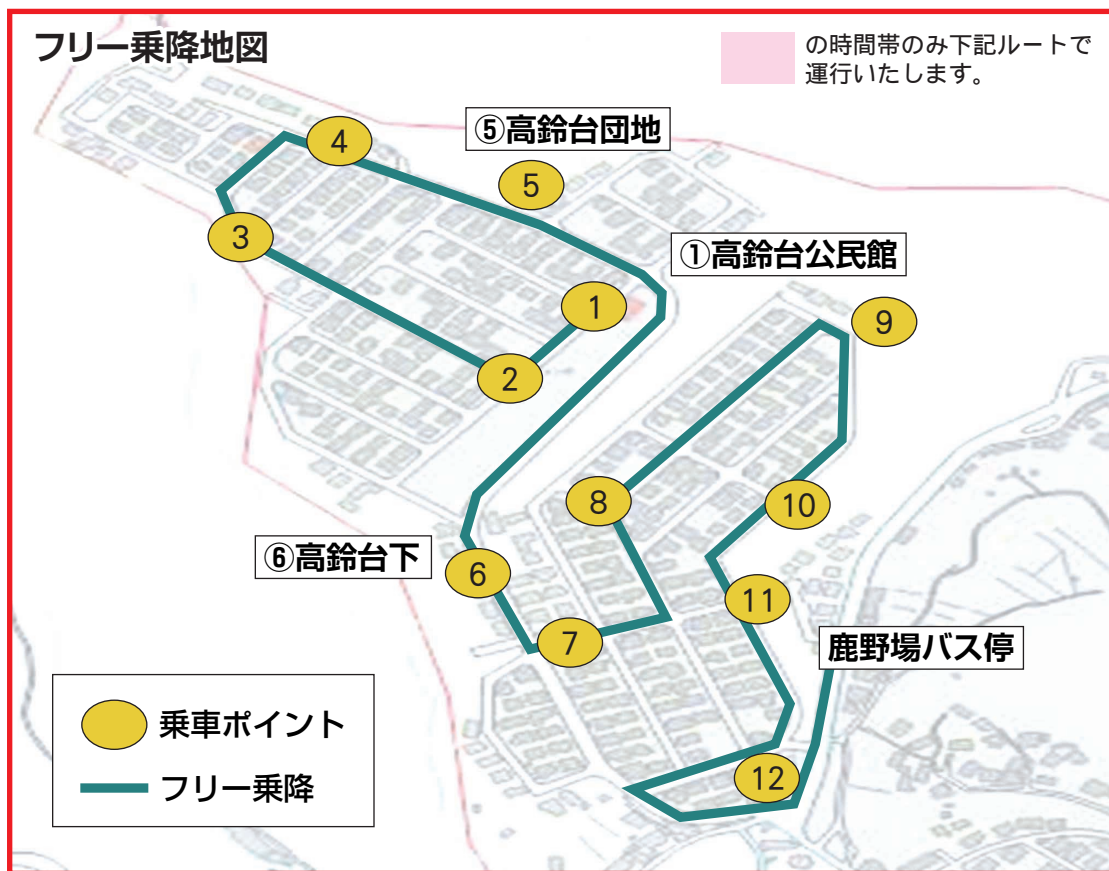 フリー乗降地図
の時間帯のみ下記ルートで
運行いたします。
4
⑤高鈴台団地
5
3
①高鈴台公民館
1
9
2
8
10
⑥高鈴台下
6
11
7
鹿野場バス停
12
乗車ポイント
フリー乗降